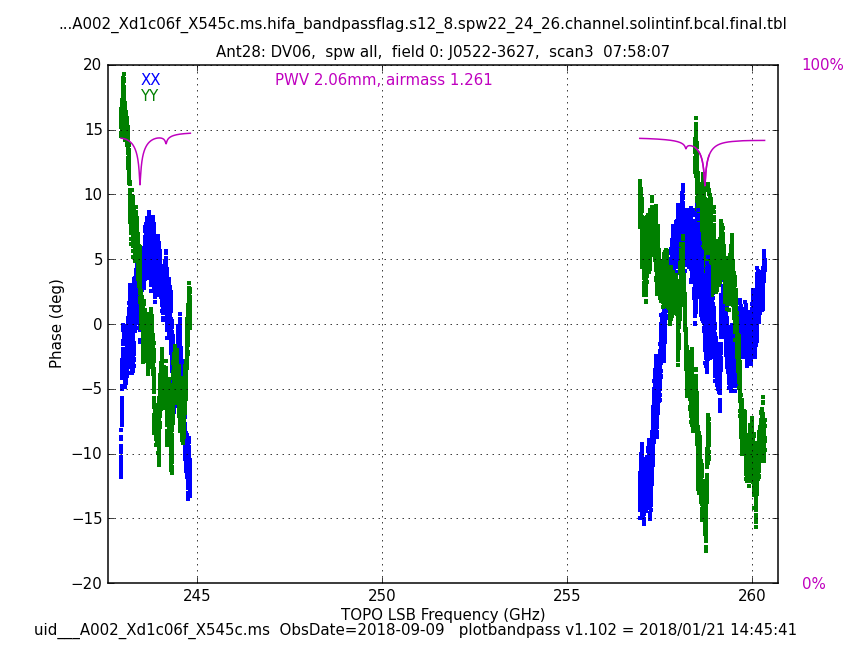 ...A002_Xd1c06f_X545c.ms.hifa_bandpassflag.s12_8.spw22_24_26.channel.solintinf.bcal.final.tbl
Ant28: DV06,  spw all,  field 0: J0522-3627,  scan3  07:58:07
20
100%
XX
PWV 2.06mm, airmass 1.261
YY
15
10
5
0
Phase (deg)
−5
−10
−15
−20
0%
245
250
255
260
TOPO LSB Frequency (GHz)
uid___A002_Xd1c06f_X545c.ms  ObsDate=2018-09-09   plotbandpass v1.102 = 2018/01/21 14:45:41